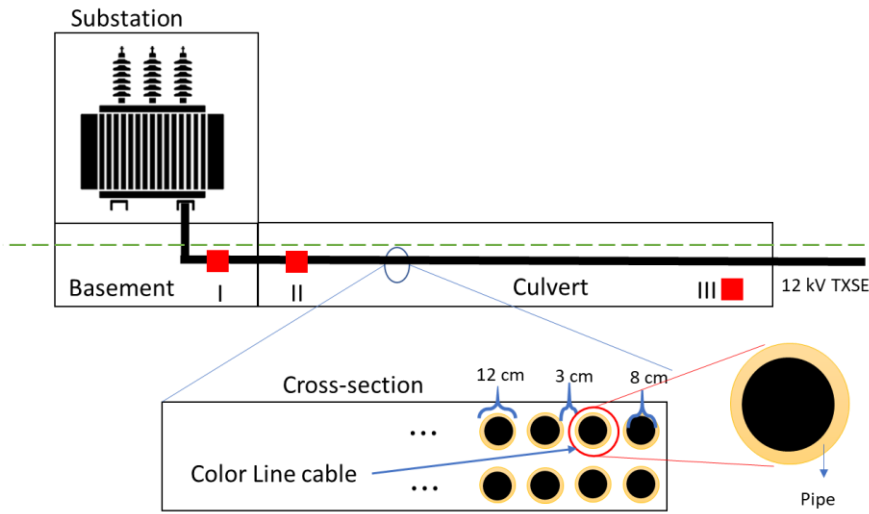 Substation
Basement
I
II
Culvert
III
12 kV TXSE
Cross-section
12 cm
3 cm
8 cm
...
Color Line cable
...
Pipe